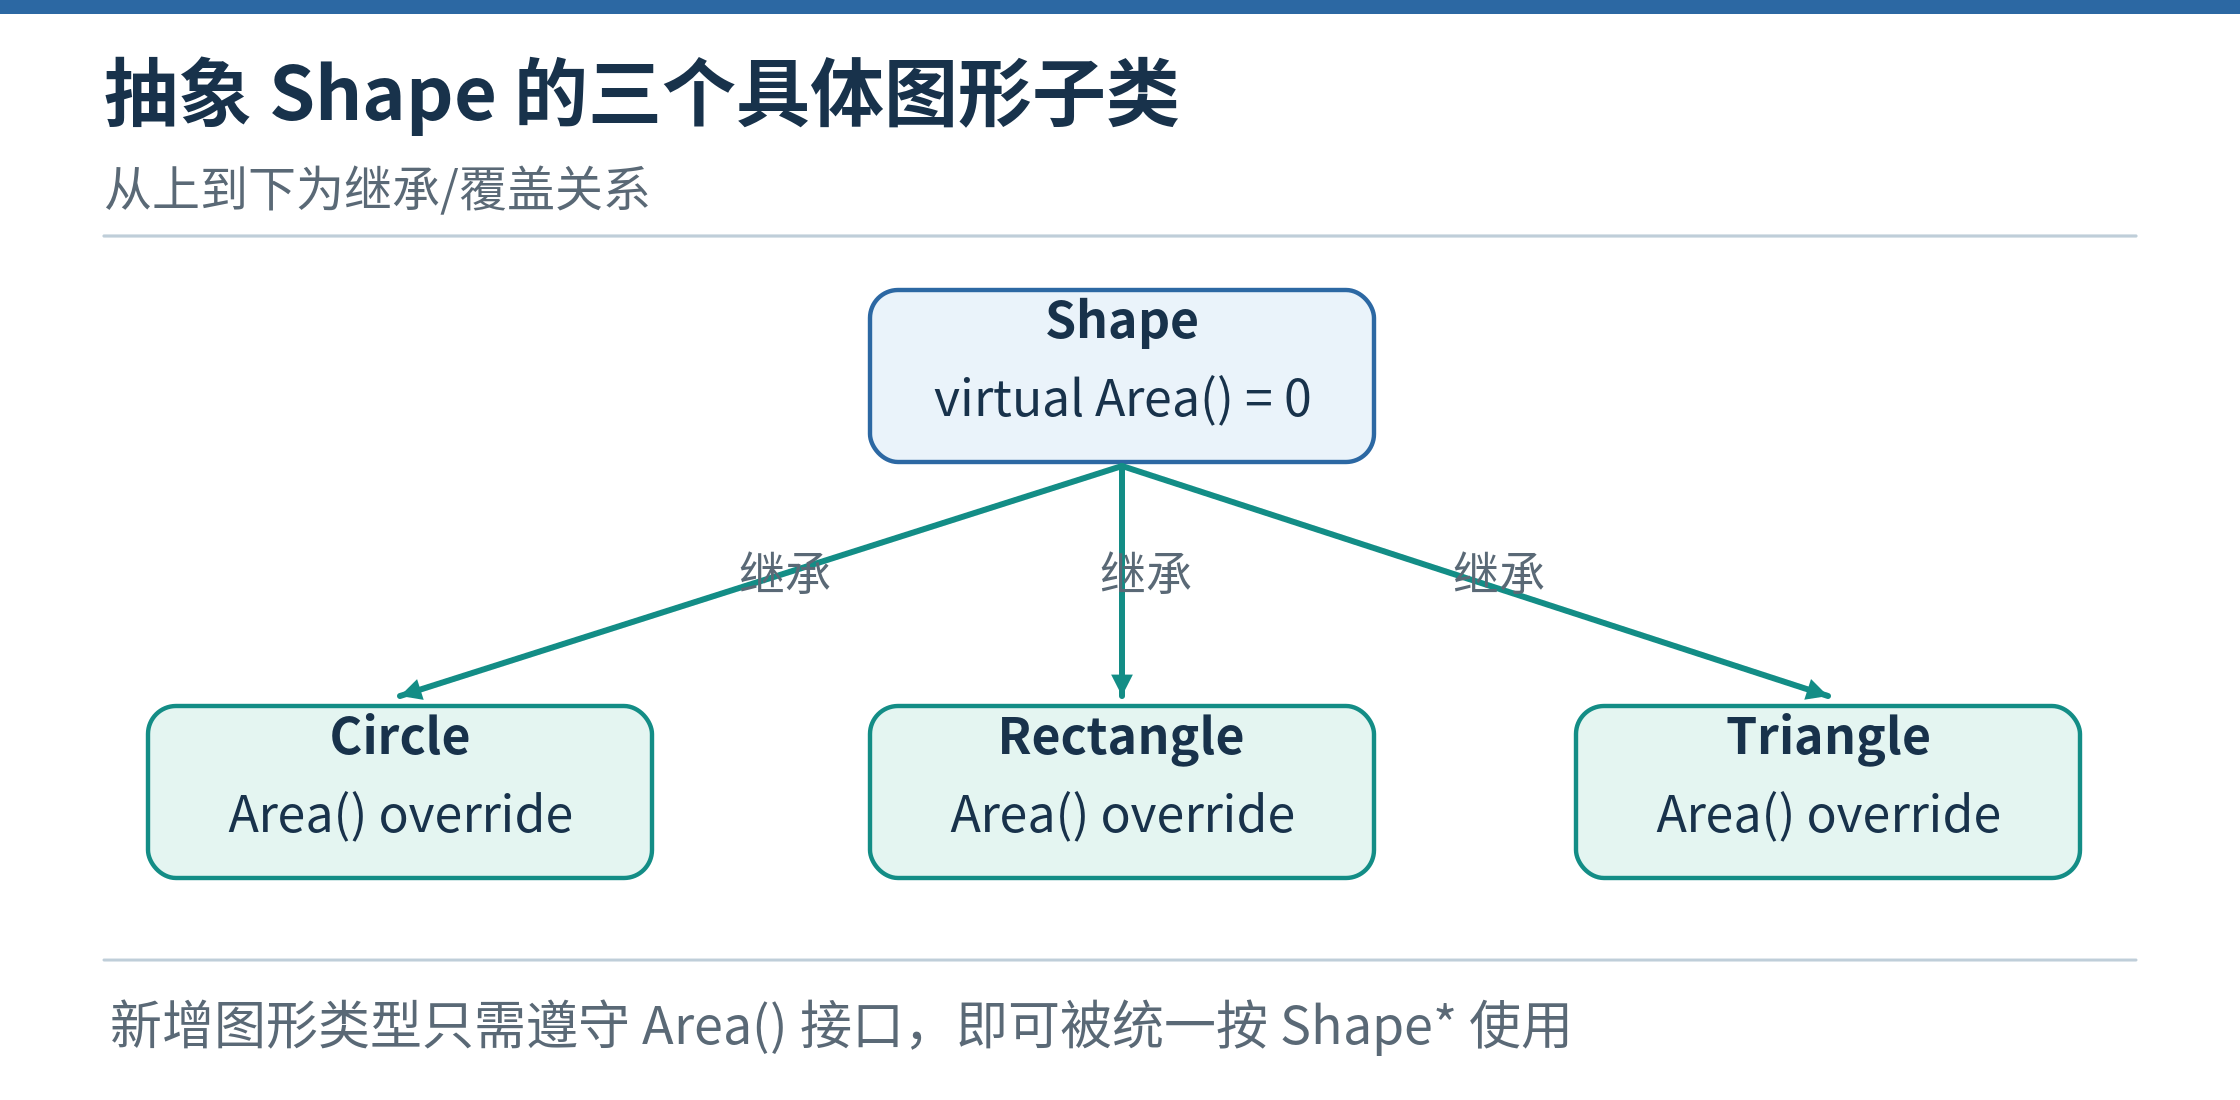 抽象 Shape 的三个具体图形子类
从上到下为继承/覆盖关系
Shape
virtual Area() = 0
继承
继承
继承
Circle
Area() override
Rectangle
Area() override
Triangle
Area() override
新增图形类型只需遵守 Area() 接口，即可被统一按 Shape* 使用